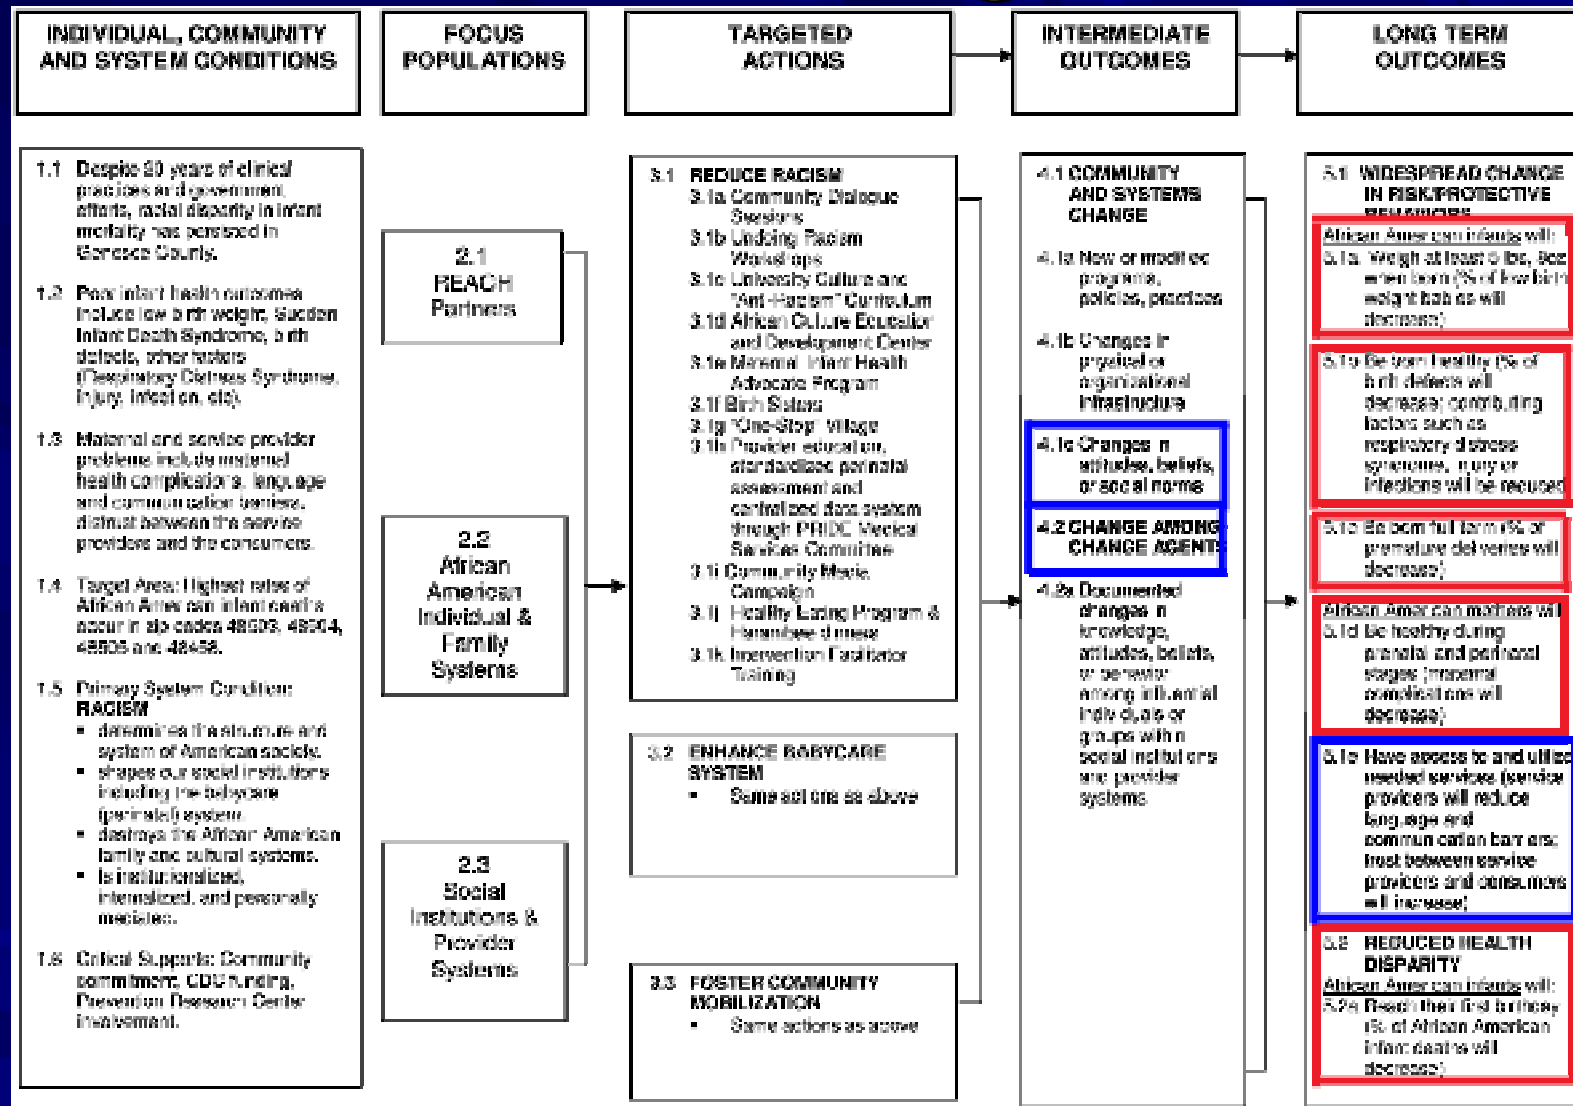 INDIVIDUAL, COMMUNITY
AND SYSTEM CONDITIONS
FOCUS
POPULATIONS
TARGETED
ACTIONS
INTERMEDIATE
OUTCOMES
LONG TERM
OUTCOMES
1.1 Despite 20 years of clinical
practices and government
efforts, racial disparity in infant
mortality has persisted in
Genesee County.
1.2 Poor infant health outcomes
include low birth weight, Sudden
Infant Death Syndrome, birth
defects, other factors
(Respiratory Distress Syndrome,
injury, infection, etc).
1.3 Maternal and service provider
problems include maternal
health complications, language
and communication barriers,
distrust between the service
providers and the consumers.
1.4 Target Area: Highest rates of
African American infant deaths
occur in zip codes 48503, 48504,
48505 and 48458.
1.5 Primary System Condition:
RACISM
▪ determines the structure and
system of American society.
▪ shapes our social institutions
including the babycare
(perinatal) system.
▪ destroys the African American
family and cultural systems.
▪ is institutionalized,
internalized, and personally
mediated.
1.6 Critical Supports: Community
commitment, CDC funding,
Prevention Research Center
involvement.
2.1
REACH
Partners
2.2
African
American
Individual &
Family
Systems
2.3
Social
Institutions &
Provider
Systems
3.1 REDUCE RACISM
3.1a Community Dialogue
Sessions
3.1b Undoing Racism
Workshops
3.1c University Culture and
"Anti-Racism" Curriculum
3.1d African Culture Education
and Development Center
3.1e Maternal Infant Health
Advocate Program
3.1f Birth Sisters
3.1g "One-Stop" Village
3.1h Provider education,
standardized perinatal
assessment and
centralized data system
through PRIDE Medical
Services Committee
3.1i Community Media
Campaign
3.1j Healthy Eating Program &
Harambee dinners
3.1k Intervention Facilitator
Training
3.2 ENHANCE BABYCARE
SYSTEM
▪ Same actions as above
3.3 FOSTER COMMUNITY
MOBILIZATION
▪ Same actions as above
4.1 COMMUNITY
AND SYSTEMS
CHANGE
4.1a New or modified
programs,
policies, practices
4.1b Changes in
physical or
organizational
infrastructure
4.1c Changes in
attitudes, beliefs,
or social norms
4.2 CHANGE AMONG
CHANGE AGENTS
4.2a Documented
changes in
knowledge,
attitudes, beliefs,
or behavior
among influential
individuals or
groups within
social institutions
and provider
systems
5.1 WIDESPREAD CHANGE
IN RISK/PROTECTIVE
BEHAVIORS
African American infants will:
5.1a Weigh at least 5 lbs, 8oz
when born (% of low birth
weight babies will
decrease)
5.1b Be born healthy (% of
birth defects will
decrease; contributing
factors such as
respiratory distress
syndrome, injury or
infections will be reduced
5.1c Be born full term (% of
premature deliveries will
decrease)
African American mothers will
5.1d Be healthy during
prenatal and perinatal
stages (maternal
complications will
decrease)
5.1e Have access to and utilize
needed services (service
providers will reduce
language and
communication barriers;
trust between service
providers and consumers
will increase)
5.2 REDUCED HEALTH
DISPARITY
African American infants will:
5.2a Reach their first birthday
(% of African American
infant deaths will
decrease)